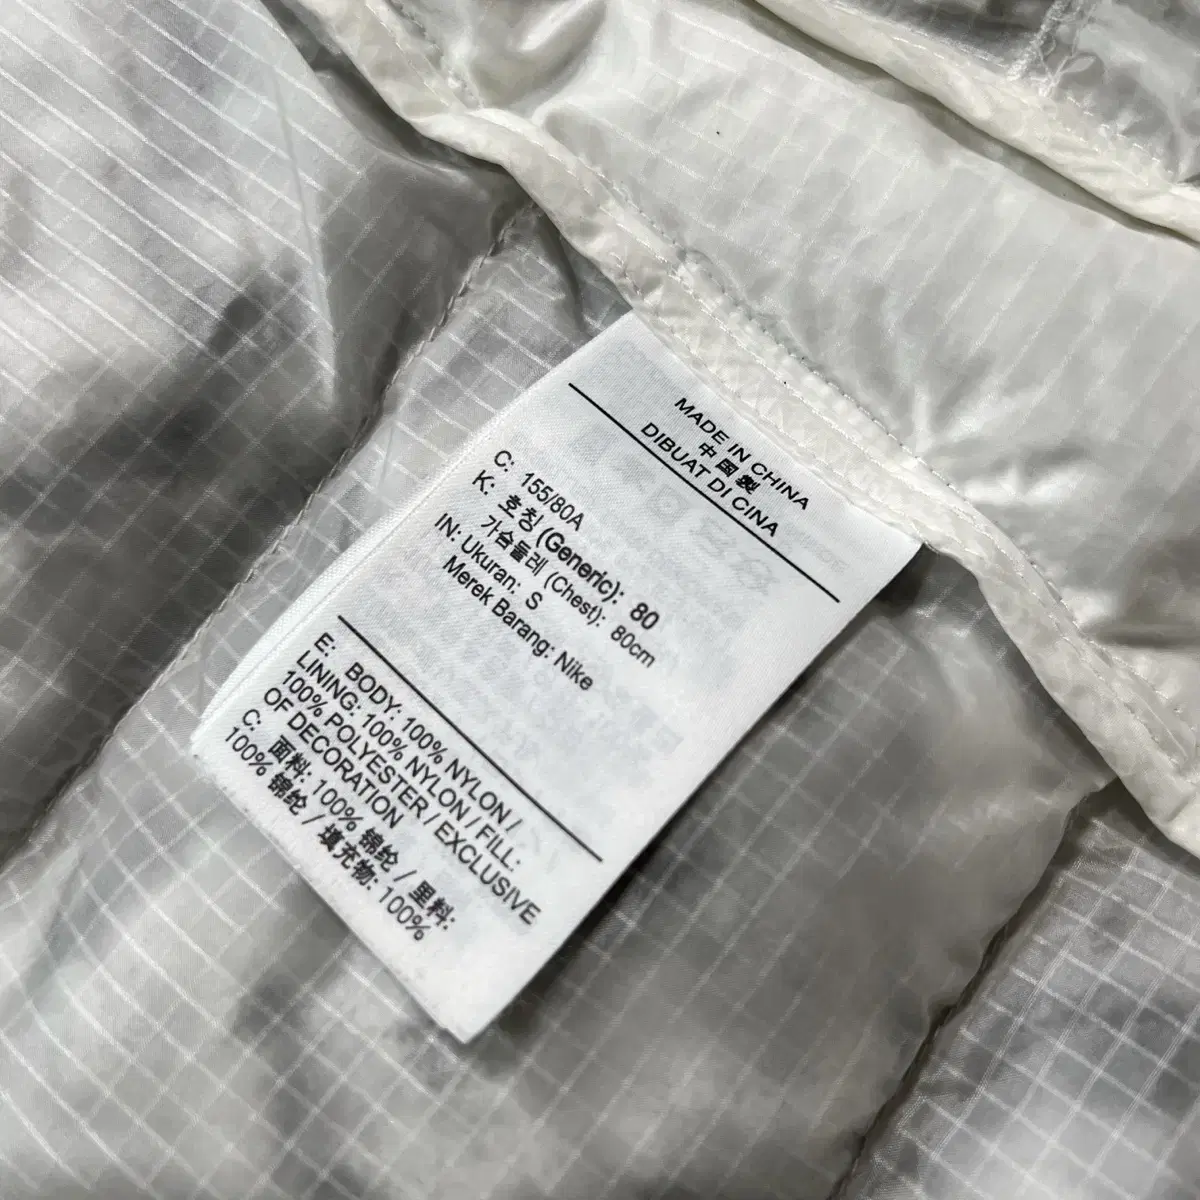 MADE IN CHINA
中国製
DIBUAT DI CINA
C: 155/80A
K: 호칭 (Generic): 80
가슴둘레 (Chest): 80cm
IN: Ukuran: S
Merek Barang: Nike
E: BODY: 100% NYLON /
LINING: 100% NYLON / FILL:
100% POLYESTER / EXCLUSIVE
OF DECORATION
C: 面料: 100% 锦纶 / 里料:
100% 锦纶 / 填充物: 100%